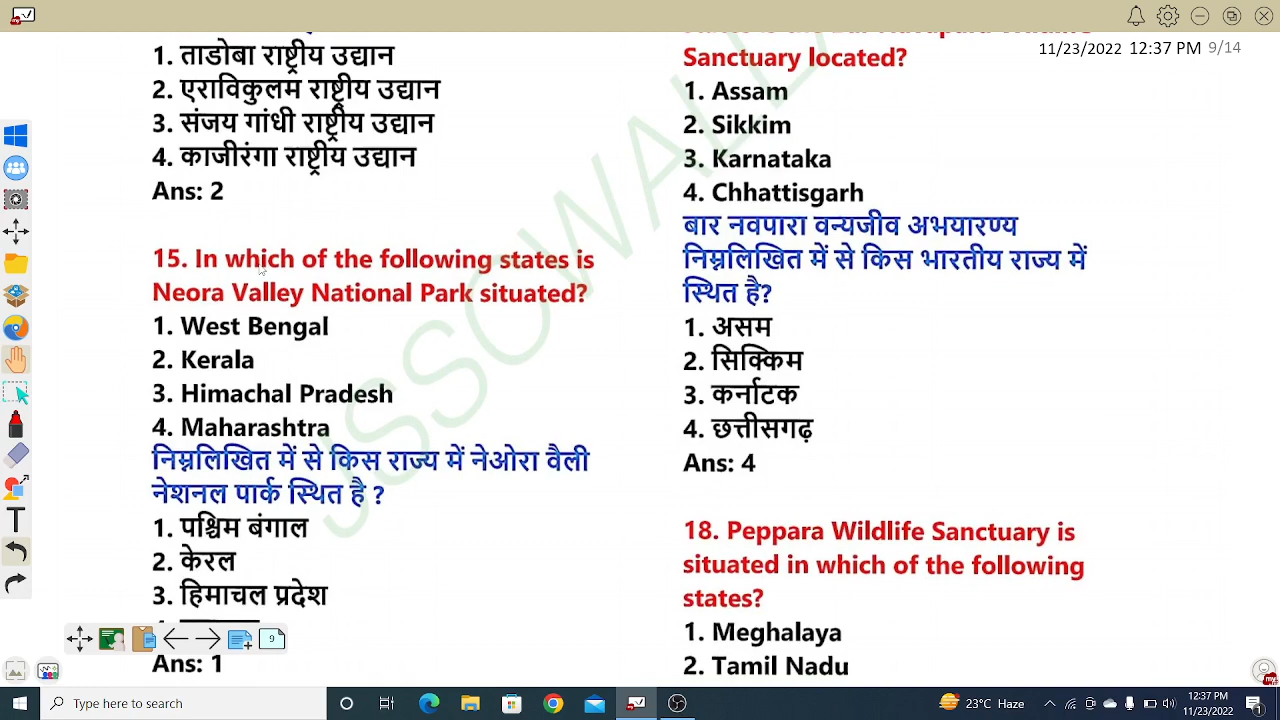 11/23/2022 12:37 PM 9/14
1. ताडोबा राष्ट्रीय उद्यान
2. एराविकुलम राष्ट्रीय उद्यान
3. संजय गांधी राष्ट्रीय उद्यान
4. काजीरंगा राष्ट्रीय उद्यान
Ans: 2
15. In which of the following states is
Neora Valley National Park situated?
1. West Bengal
2. Kerala
3. Himachal Pradesh
4. Maharashtra
निम्नलिखित में से किस राज्य में नेओरा वैली
नेशनल पार्क स्थित है ?
1. पश्चिम बंगाल
2. केरल
3. हिमाचल प्रदेश
Ans: 1
Sanctuary located?
1. Assam
2. Sikkim
3. Karnataka
4. Chhattisgarh
बार नवपारा वन्यजीव अभयारण्य
निम्नलिखित में से किस भारतीय राज्य में
स्थित है?
1. असम
2. सिक्किम
3. कर्नाटक
4. छत्तीसगढ़
Ans: 4
18. Peppara Wildlife Sanctuary is
situated in which of the following
states?
1. Meghalaya
2. Tamil Nadu
JSSOWAL
9
Type here to search
23°C Haze
12:37 PM
11/23/2022